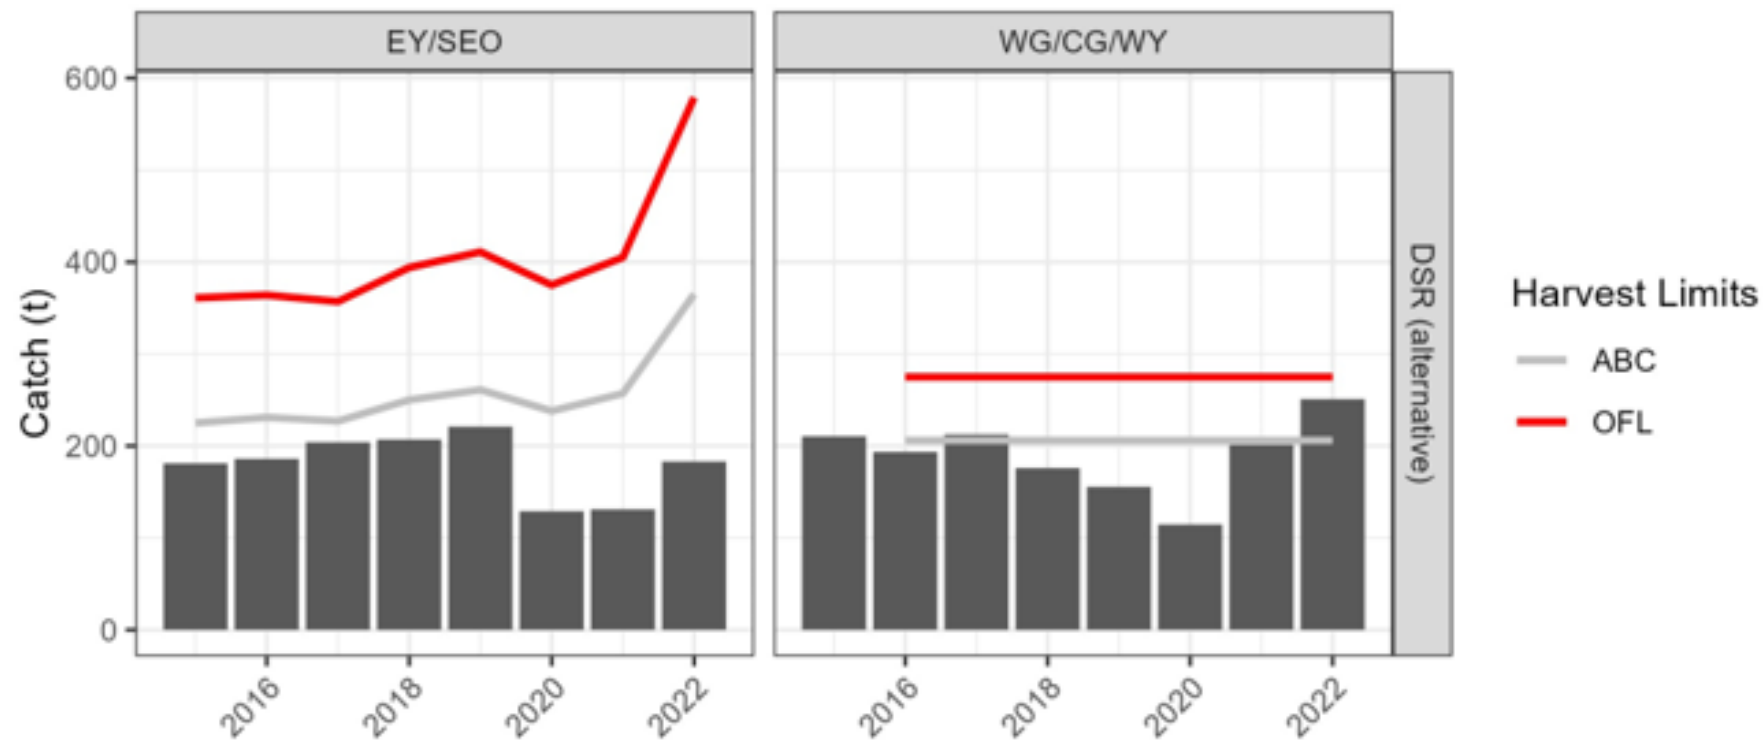 EY/SEO
WG/CG/WY
Catch (t)
600
400
200
0
2016
2018
2020
2022
2016
2018
2020
2022
DSR (alternative)
Harvest Limits
ABC
OFL